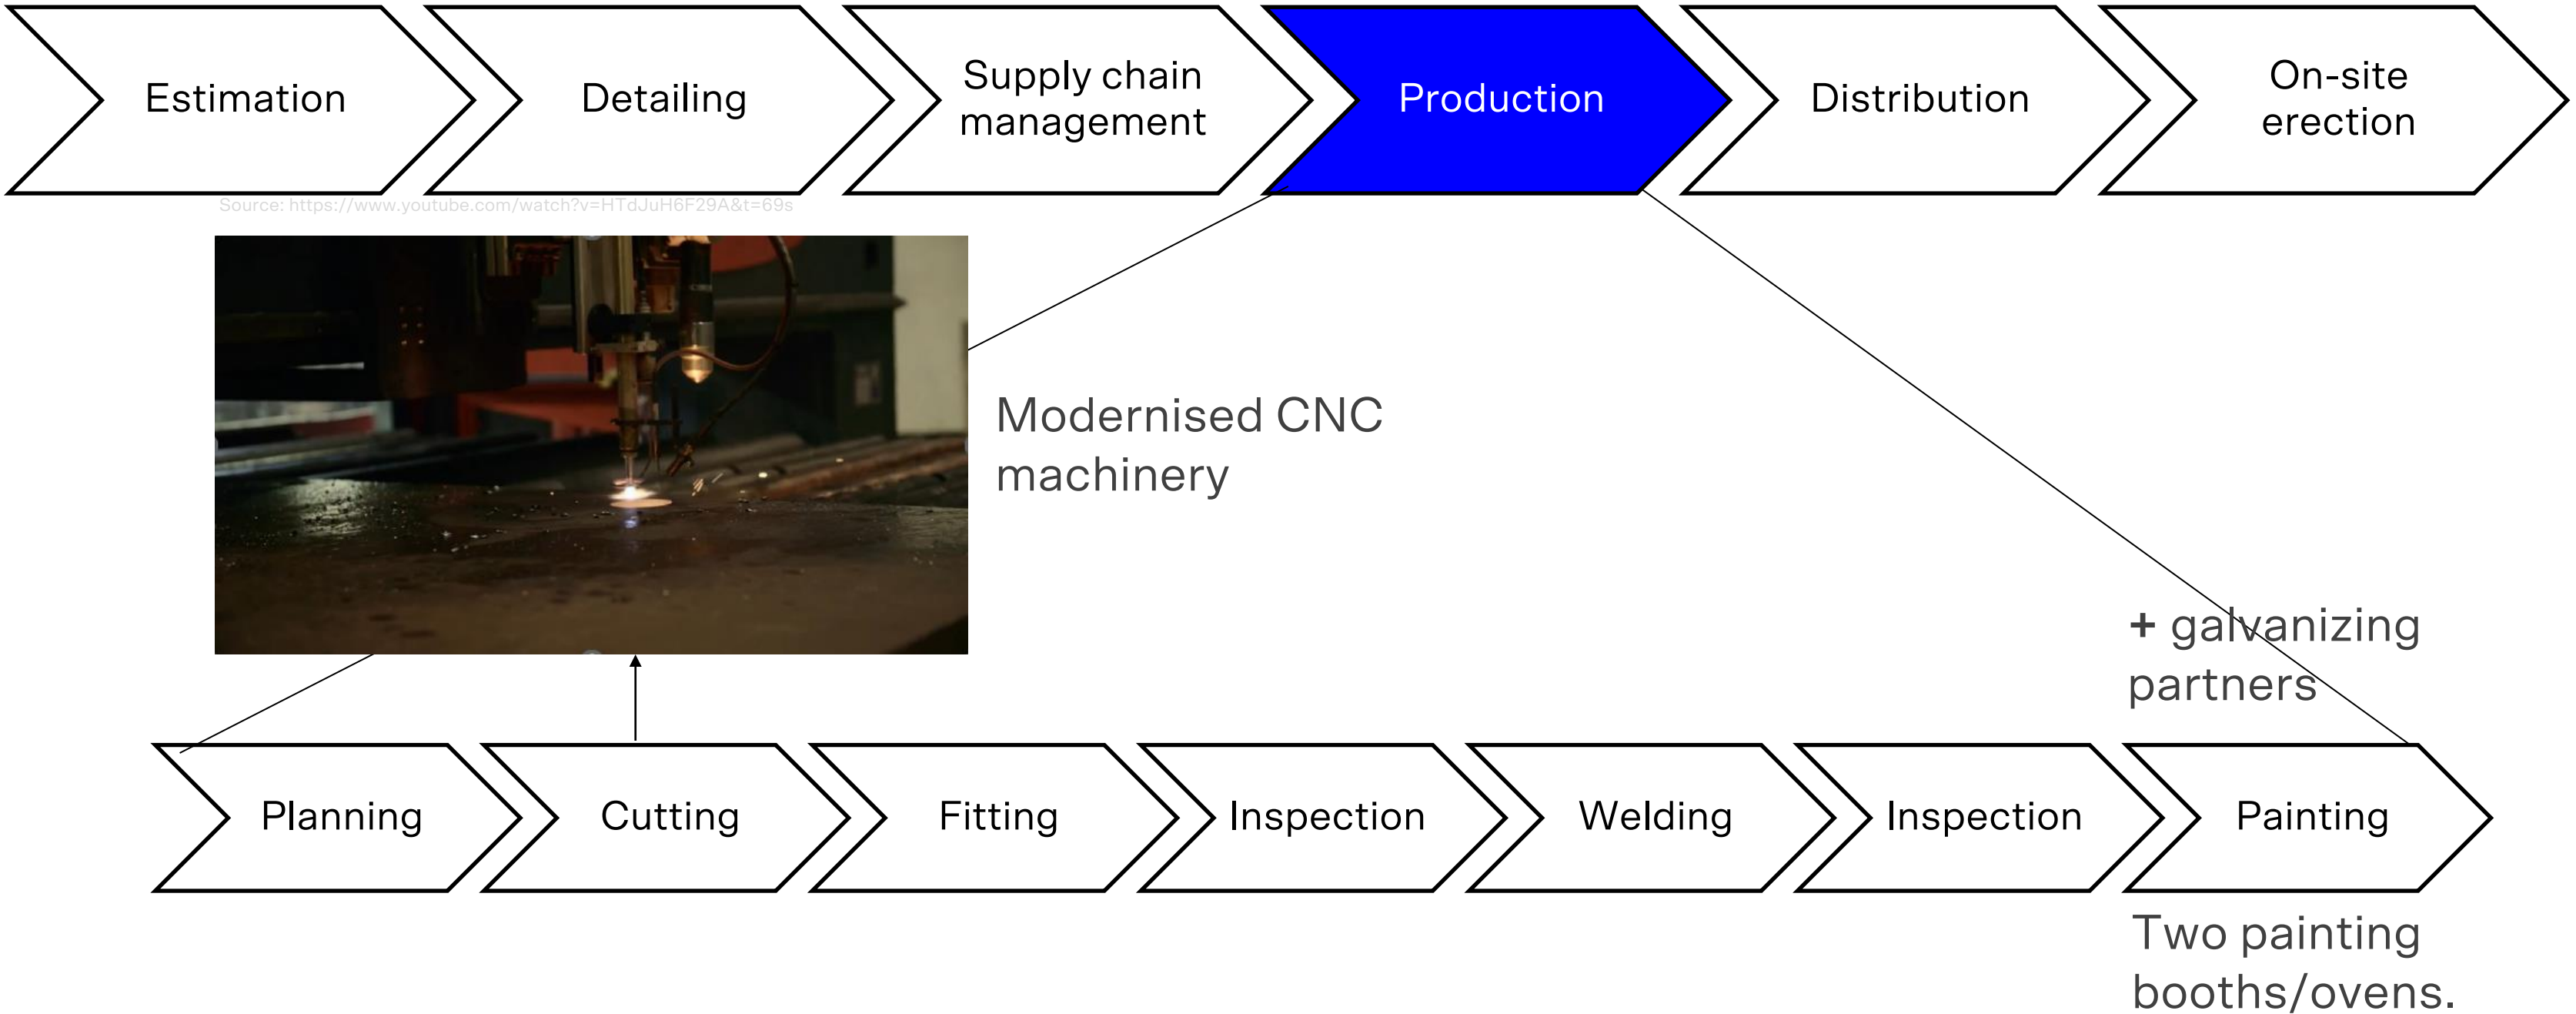 Estimation
Detailing
Supply chain
management
Production
Distribution
On-site
erection
Source: https://www.youtube.com/watch?v=HTdJuH6F29A&t=69s
Modernised CNC
machinery
+ galvanizing
partners
Planning
Cutting
Fitting
Inspection
Welding
Inspection
Painting
Two painting
booths/ovens.